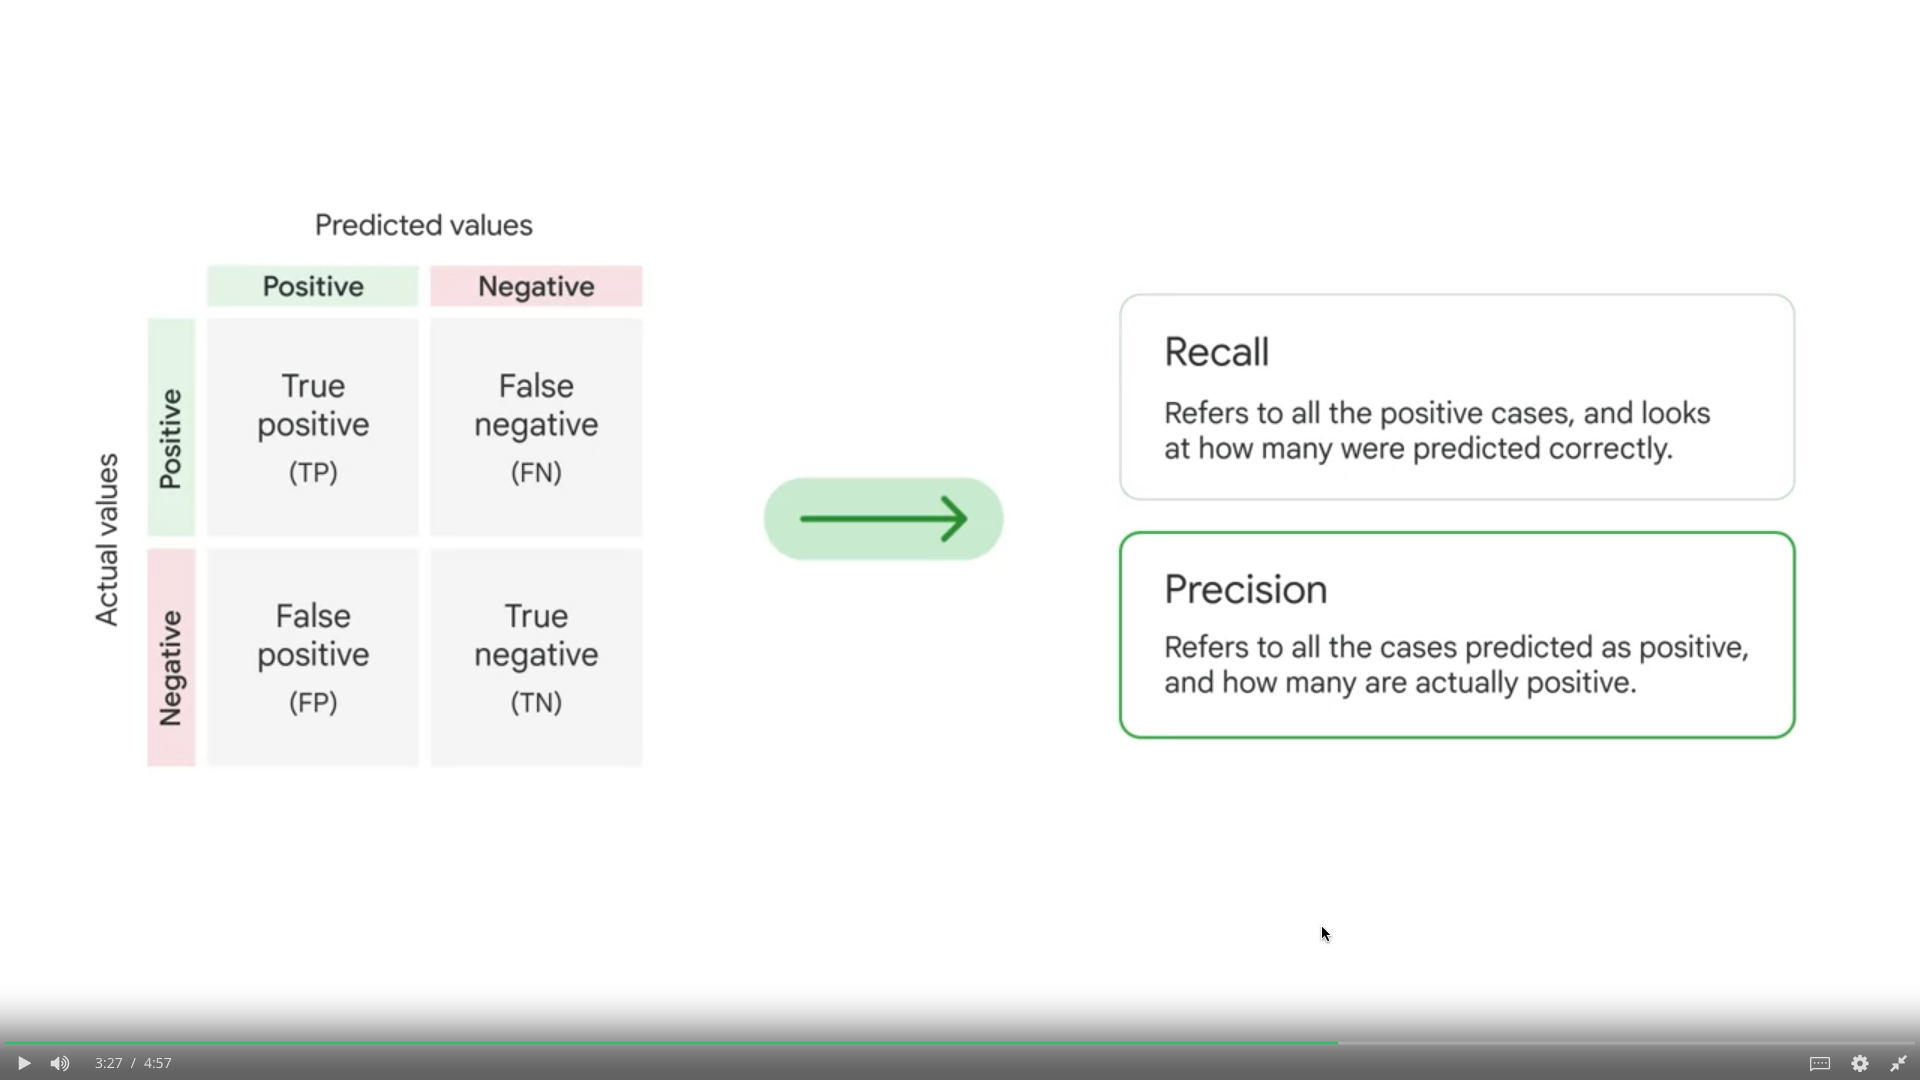 Predicted values
Positive
Negative
Actual values
Positive
True
positive
(TP)
False
negative
(FN)
Negative
False
positive
(FP)
True
negative
(TN)
Recall
Refers to all the positive cases, and looks
at how many were predicted correctly.
Precision
Refers to all the cases predicted as positive,
and how many are actually positive.
3:27 / 4:57